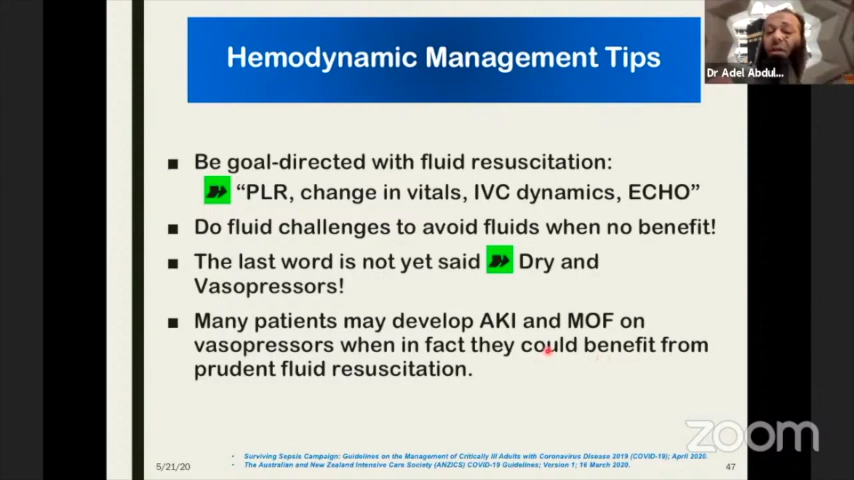 Hemodynamic Management Tips
Dr Adel Abdul...
▪ Be goal-directed with fluid resuscitation:
“PLR, change in vitals, IVC dynamics, ECHO”
▪ Do fluid challenges to avoid fluids when no benefit!
▪ The last word is not yet said Dry and
Vasopressors!
▪ Many patients may develop AKI and MOF on
vasopressors when in fact they could benefit from
prudent fluid resuscitation.
zoom
• Surviving Sepsis Campaign: Guidelines on the Management of Critically Ill Adults with Coronavirus Disease 2019 (COVID-19); April 2020.
• The Australian and New Zealand Intensive Care Society (ANZICS) COVID-19 Guidelines; Version 1; 16 March 2020.
5/21/20
47